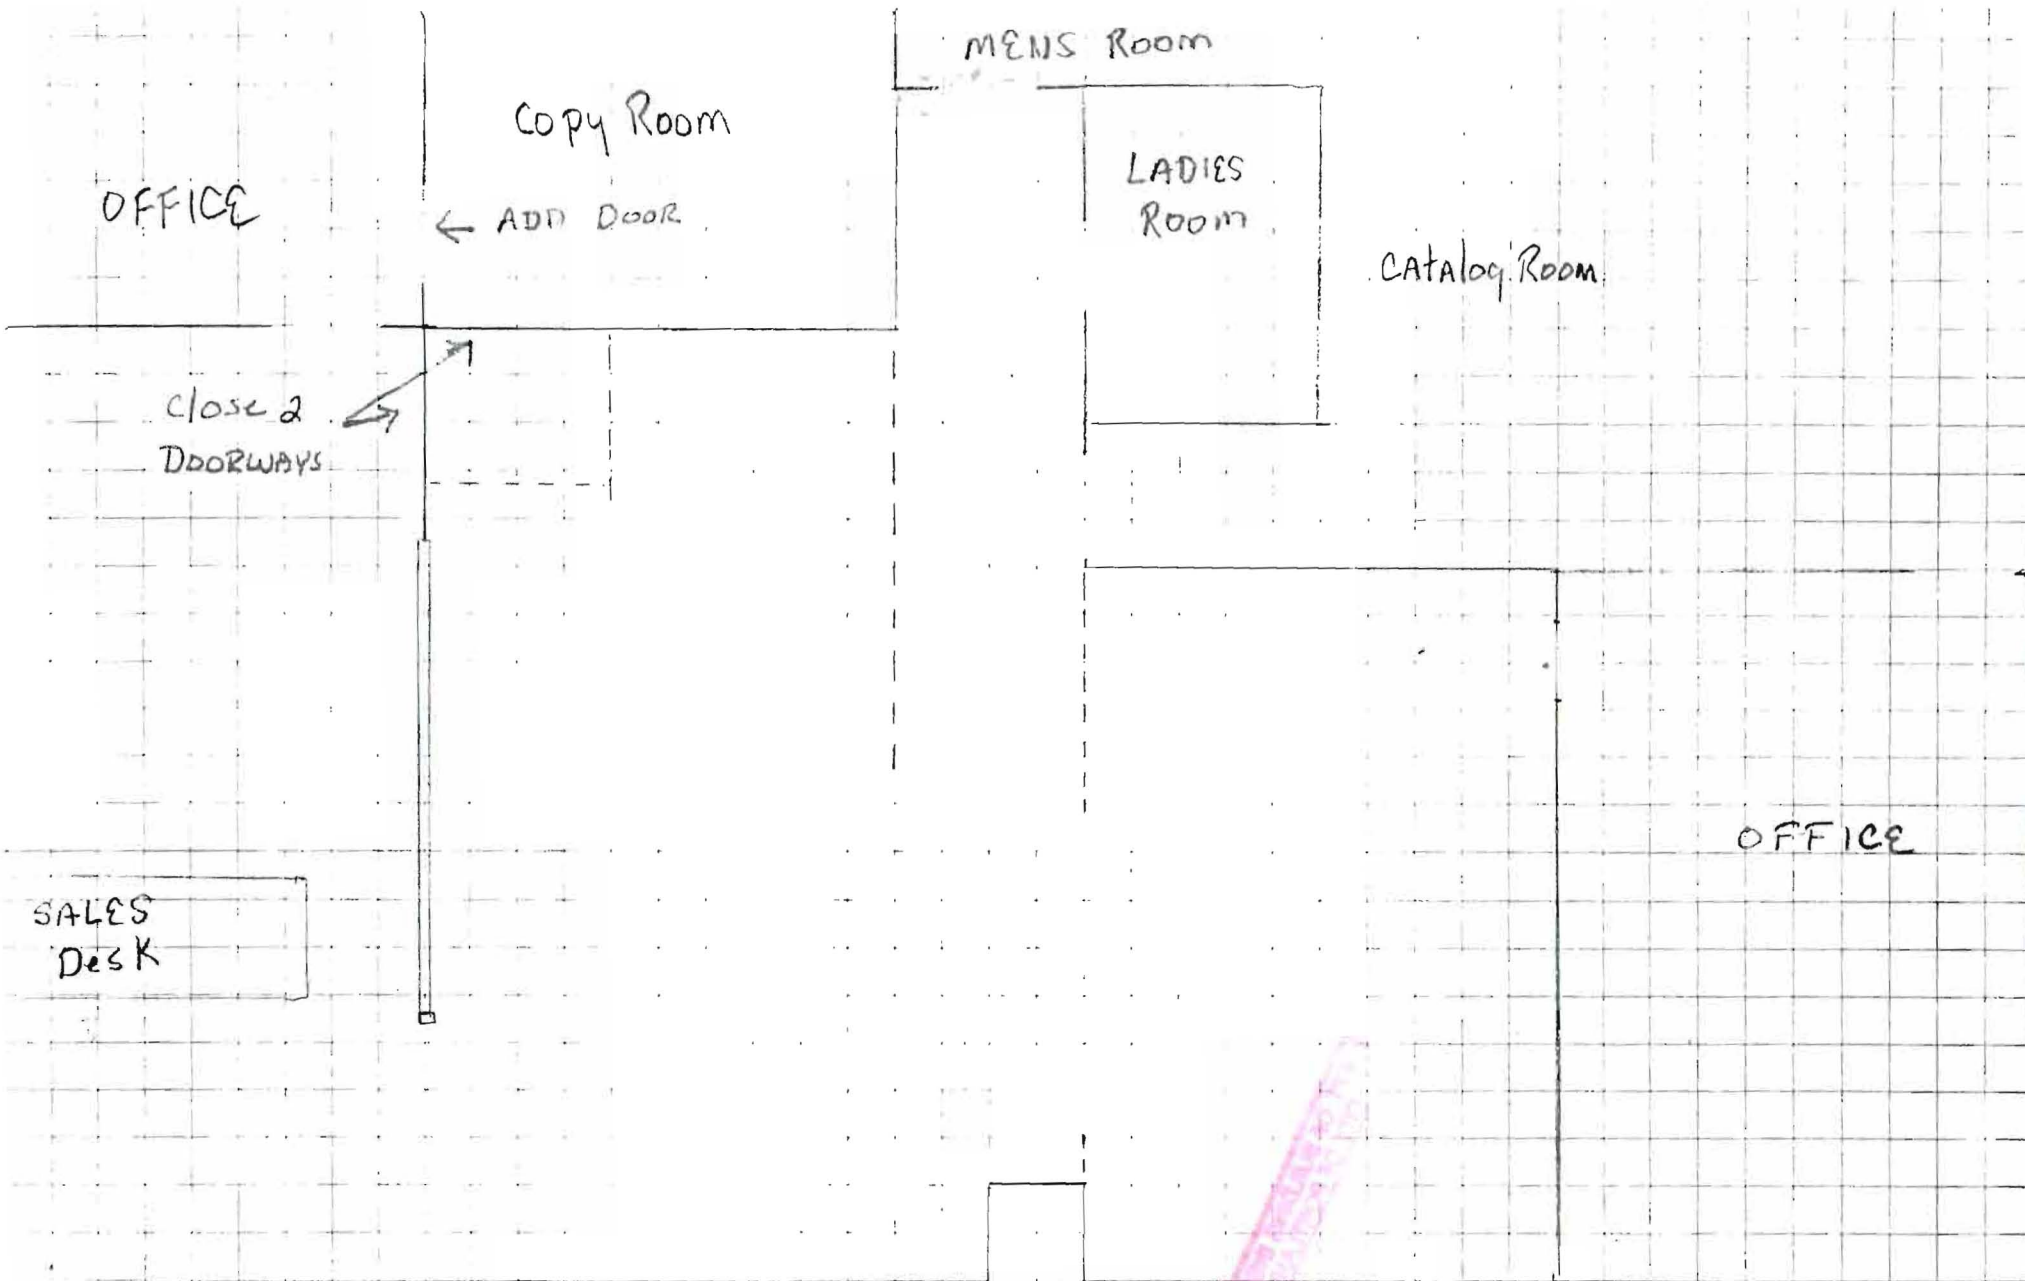 MENS Room
Copy Room
LADIES
Room
OFFICE
← ADD DOOR
CAtAlog Room
Close 2
DOORWAYS
OFFICE
SALES
Desk